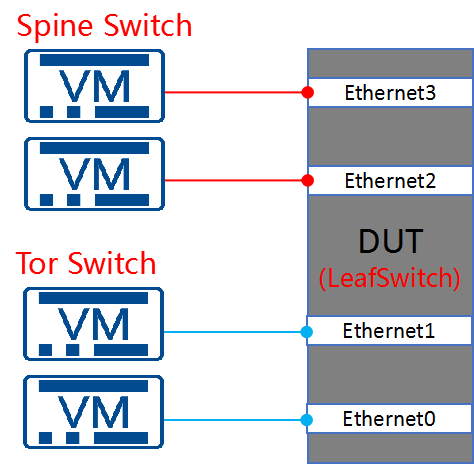 Spine Switch
VM
Ethernet3
VM
Ethernet2
DUT
(LeafSwitch)
Tor Switch
VM
Ethernet1
VM
Ethernet0